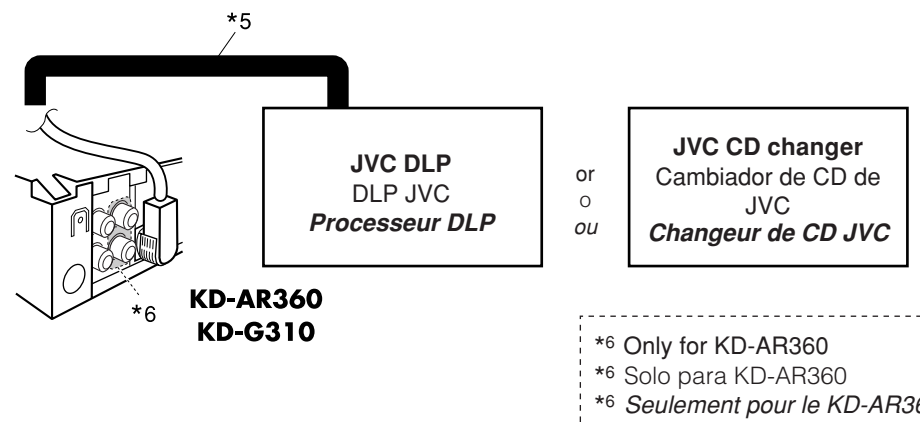 *5
JVC DLP
DLP JVC
Processeur DLP
or
o
ou
JVC CD changer
Cambiador de CD de
JVC
Changeur de CD JVC
*6
KD-AR360
KD-G310
*6 Only for KD-AR360
*6 Solo para KD-AR360
*6 Seulement pour le